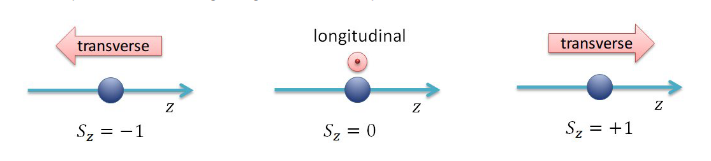 transverse
longitudinal
transverse
z
z
z
S_z = −1
S_z = 0
S_z = +1